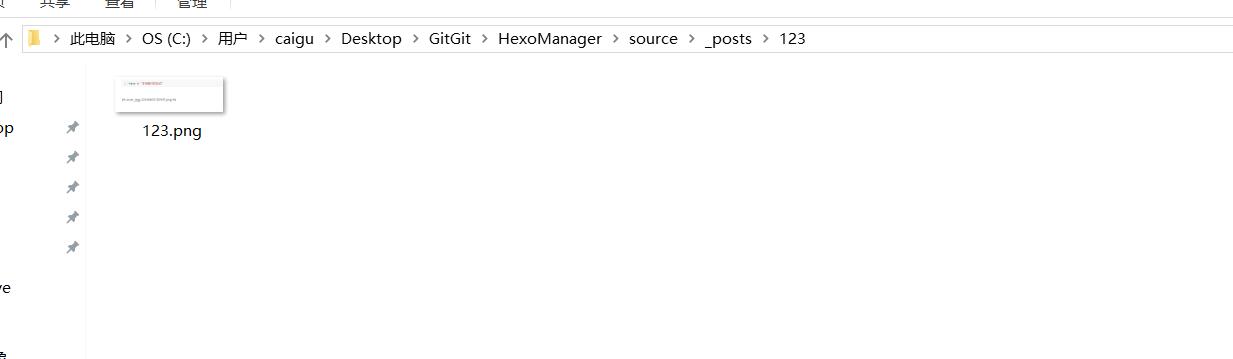 共享 查看 管理
此电脑 OS (C:) 用户 caigu Desktop GitGit HexoManager source _posts 123
op
123.png
ve